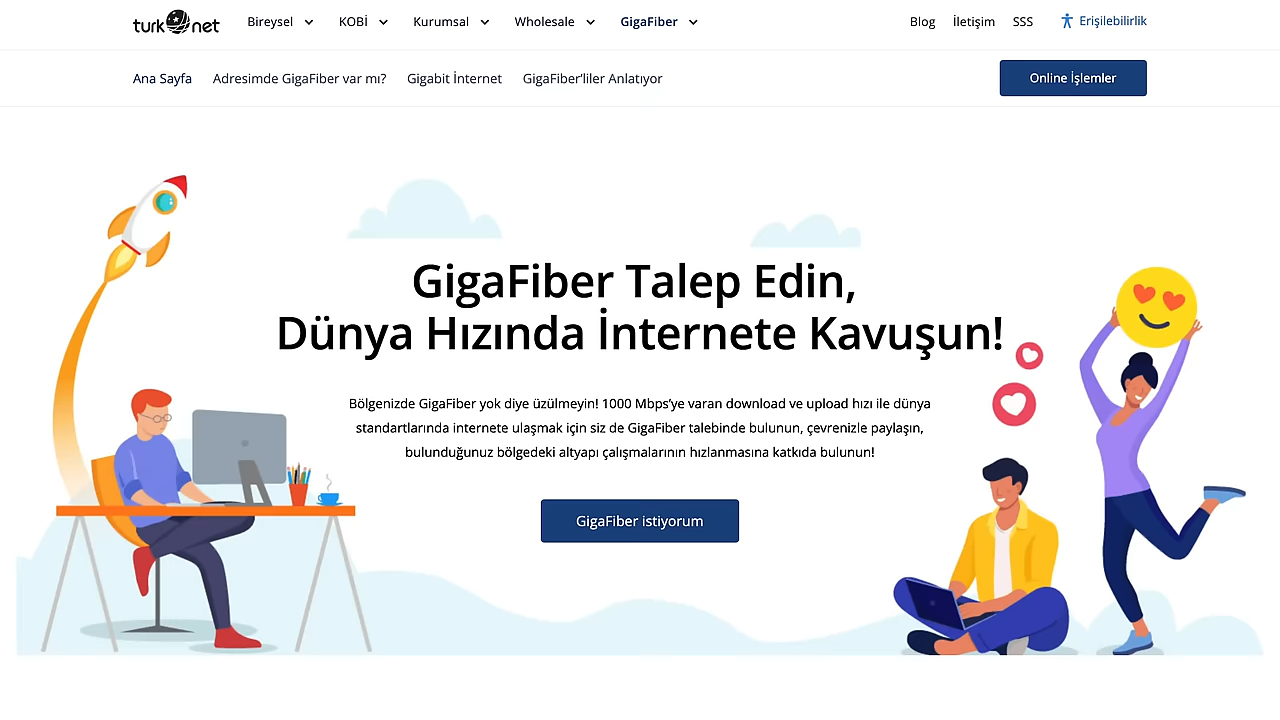 turk net
Bireysel
KOBİ
Kurumsal
Wholesale
GigaFiber
Blog
İletişim
SSS
Erişilebilirlik
Ana Sayfa
Adresimde GigaFiber var mı?
Gigabit İnternet
GigaFiber’liler Anlatıyor
Online İşlemler
GigaFiber Talep Edin,
Dünya Hızında İnternete Kavuşun!
Bölgenizde GigaFiber yok diye üzülmeyin! 1000 Mbps’ye varan download ve upload hızı ile dünya
standartlarında internete ulaşmak için siz de GigaFiber talebinde bulunun, çevrenizle paylaşın,
bulunduğunuz bölgedeki altyapı çalışmalarının hızlanmasına katkıda bulunun!
GigaFiber istiyorum